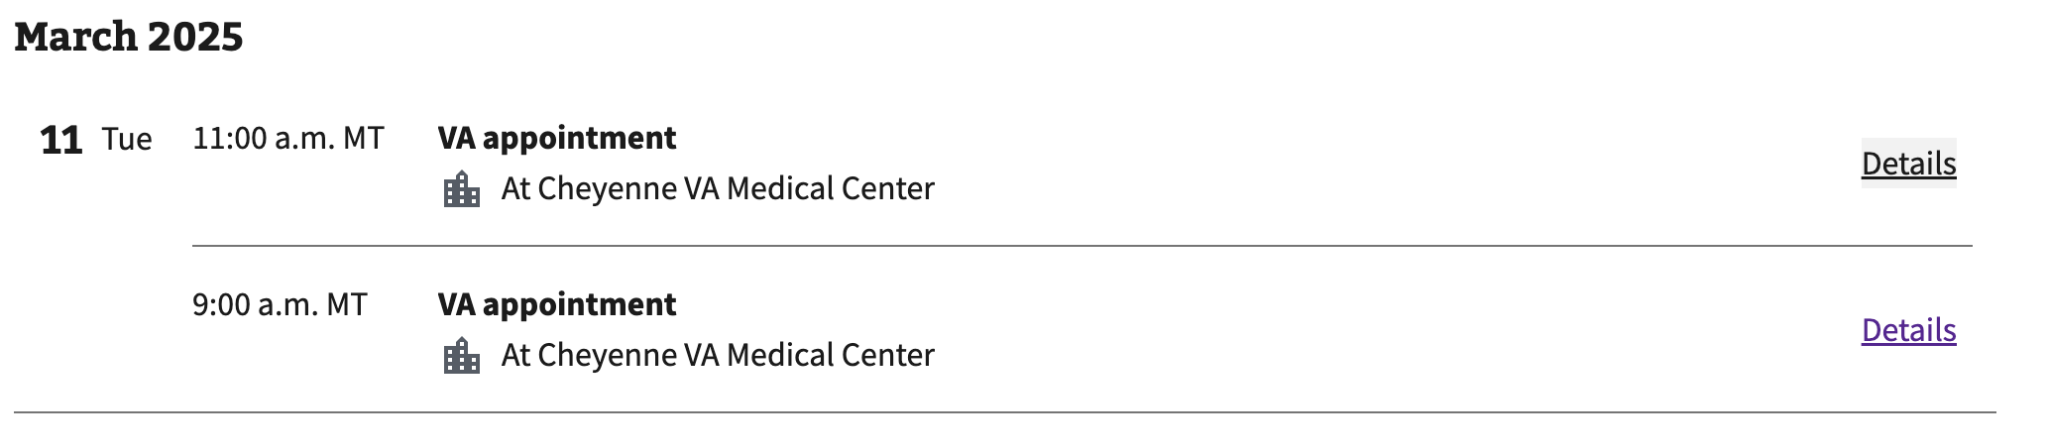 March 2025
11 Tue 11:00 a.m. MT VA appointment
At Cheyenne VA Medical Center
Details
9:00 a.m. MT VA appointment
At Cheyenne VA Medical Center
Details